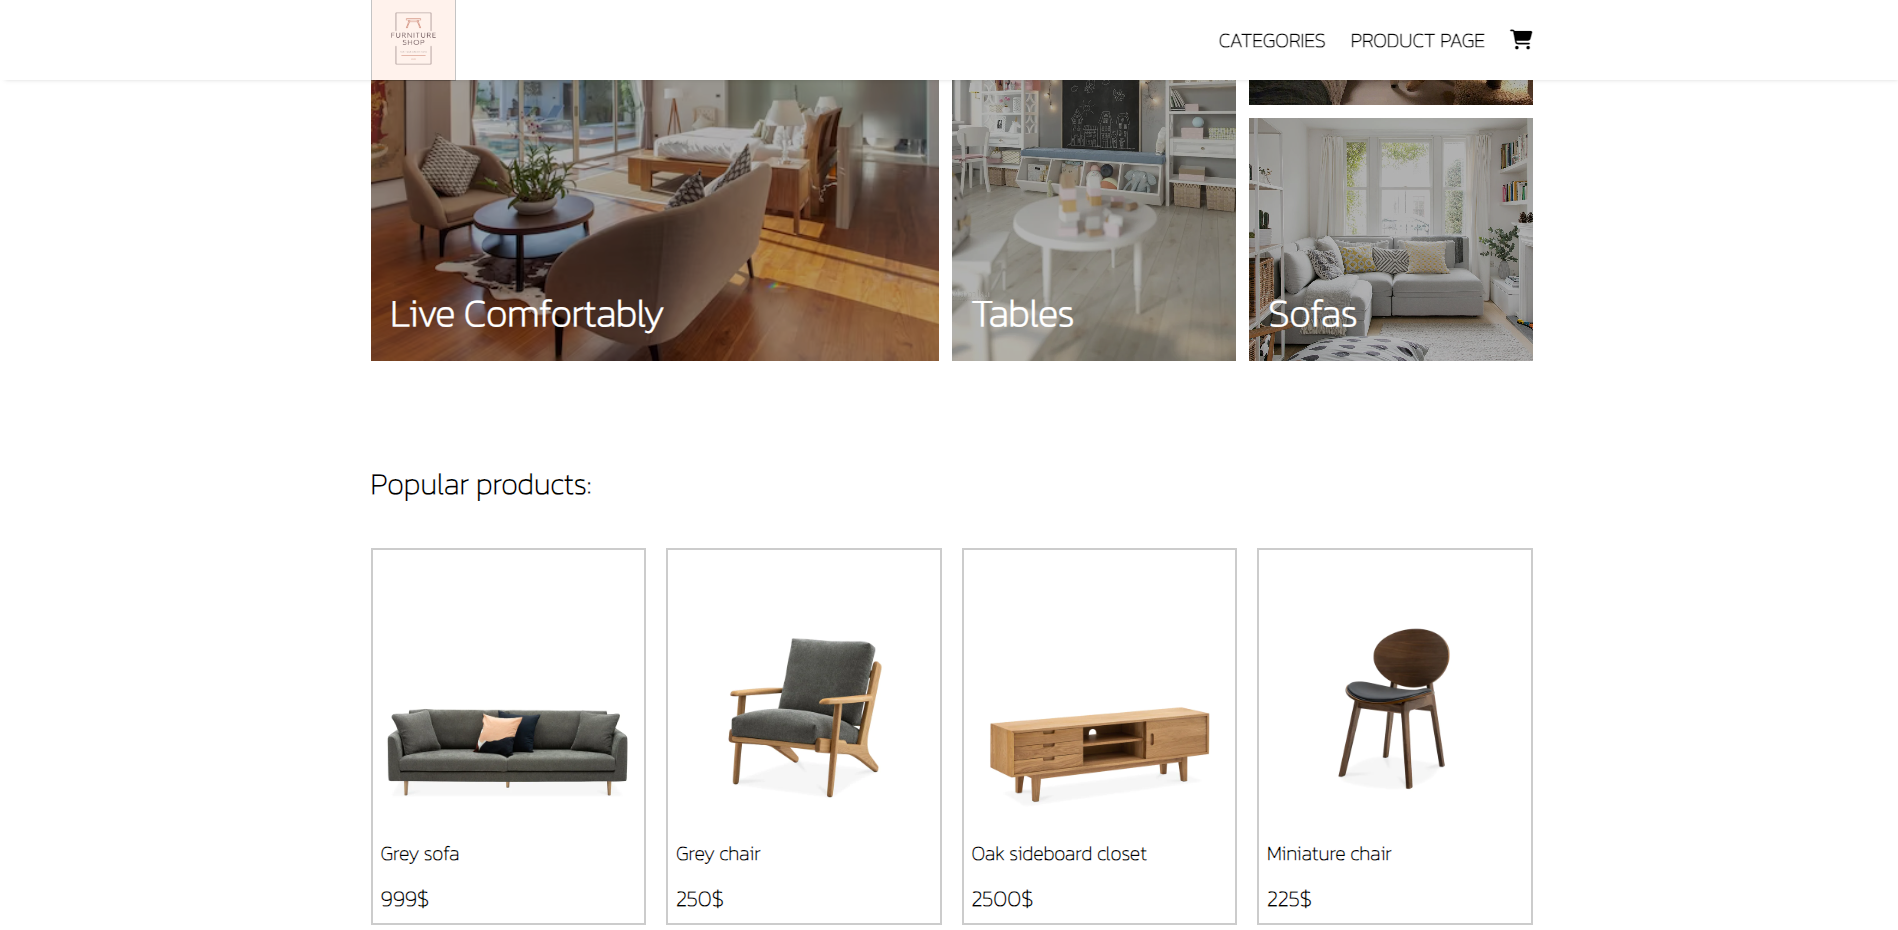 FURNITURE
SHOP
CATEGORIES
PRODUCT PAGE
Live Comfortably
Tables
Sofas
Popular products:
Grey sofa
999$
Grey chair
250$
Oak sideboard closet
2500$
Miniature chair
225$